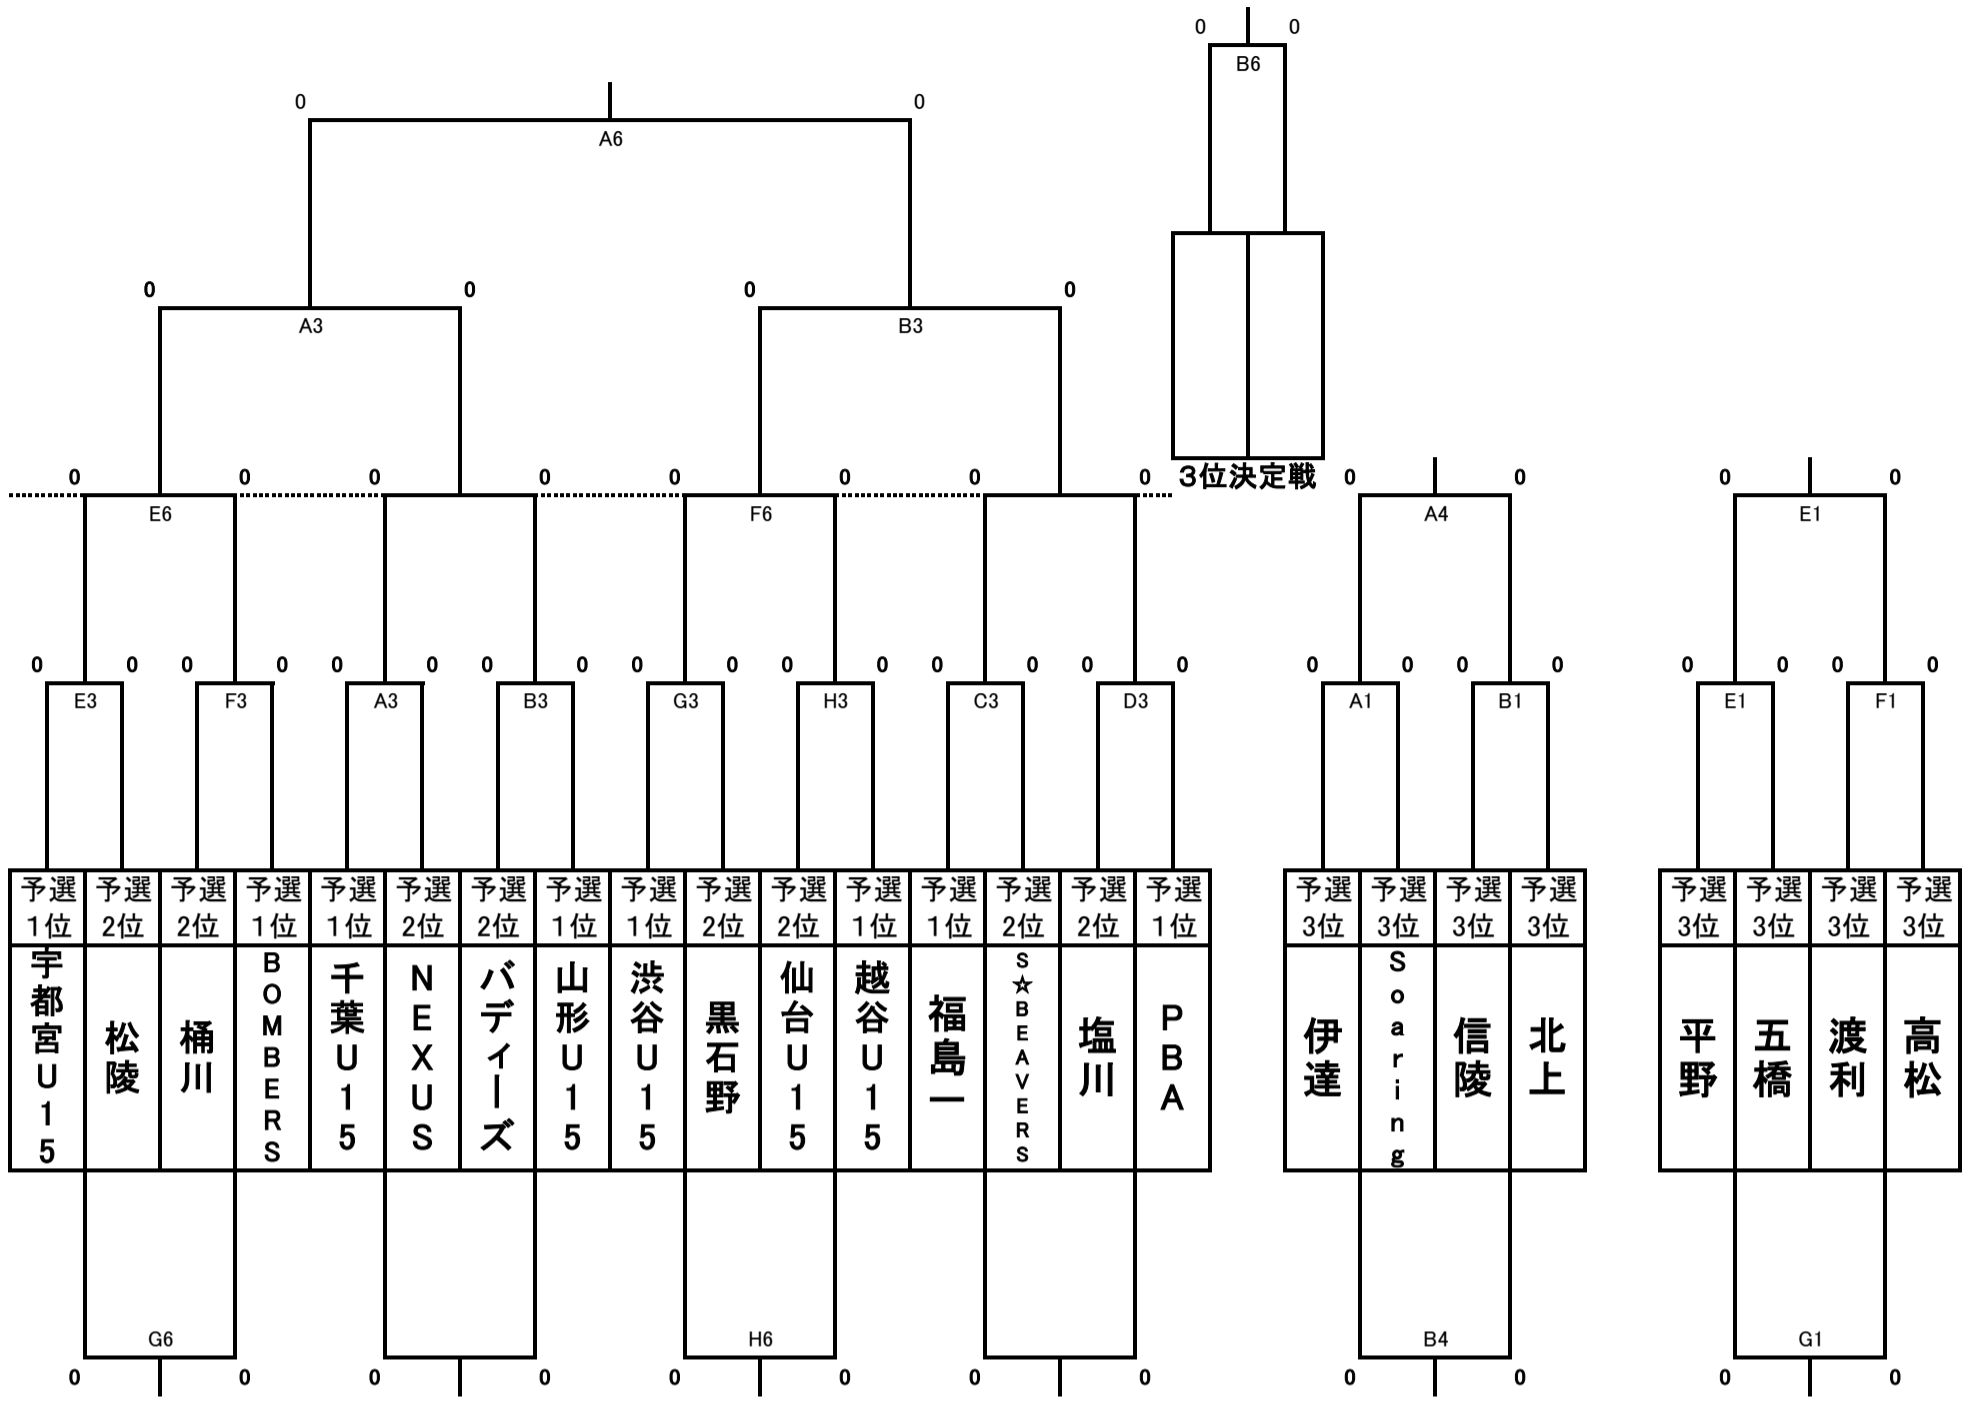 0 0
B6
0 0
A6
0 0 0 0
A3 B3
0 0 0 0 0 0 0 0 3位決定戦 0 0 0 0
E6 F6 A4 E1
0 0 0 0 0 0 0 0 0 0 0 0 0 0 0 0 0 0 0 0 0 0 0 0
E3 F3 A3 B3 G3 H3 C3 D3 A1 B1 E1 F1
予選 予選 予選 予選 予選 予選 予選 予選 予選 予選 予選 予選 予選 予選 予選 予選 予選 予選 予選 予選 予選 予選 予選 予選
1位 2位 2位 1位 1位 2位 2位 1位 1位 2位 2位 1位 1位 2位 2位 1位 3位 3位 3位 3位 3位 3位 3位 3位
宇都宮U15
松陵
桶川
BOMBERS
千葉U15
NEXUS
バディーズ
山形U15
渋谷U15
黒石野
仙台U15
越谷U15
福島一
S☆BEAVERS
塩川
PBA
伊達
Soaring
信陵
北上
平野
五橋
渡利
高松
G6 H6 B4 G1
0 0 0 0 0 0 0 0 0 0 0 0